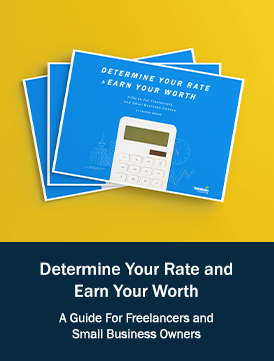 DETERMINE YOUR RATE
+ EARN YOUR WORTH
A Guide For Freelancers
and Small Business Owners
Determine Your Rate and
Earn Your Worth
A Guide For Freelancers and
Small Business Owners